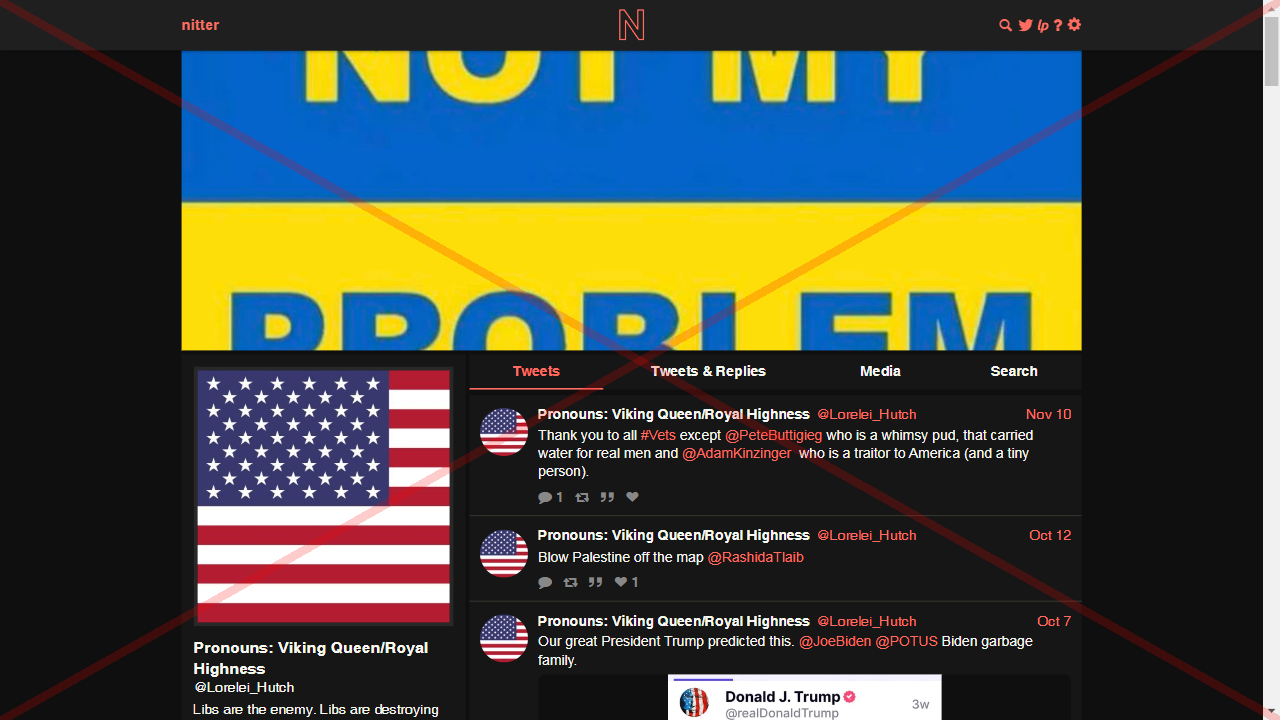 nitter
N
lp ?
NOT MY
PROBLEM
Tweets
Tweets & Replies
Media
Search
Pronouns: Viking Queen/Royal Highness @Lorelei_Hutch Nov 10
Thank you to all #Vets except @PeteButtigieg who is a whimsy pud, that carried
water for real men and @AdamKinzinger who is a traitor to America (and a tiny
person).
1
Pronouns: Viking Queen/Royal Highness @Lorelei_Hutch Oct 12
Blow Palestine off the map @RashidaTlaib
1
Pronouns: Viking Queen/Royal Highness @Lorelei_Hutch Oct 7
Our great President Trump predicted this. @JoeBiden @POTUS Biden garbage
family.
Donald J. Trump
@realDonaldTrump
3w
Pronouns: Viking Queen/Royal
Highness
@Lorelei_Hutch
Libs are the enemy. Libs are destroying